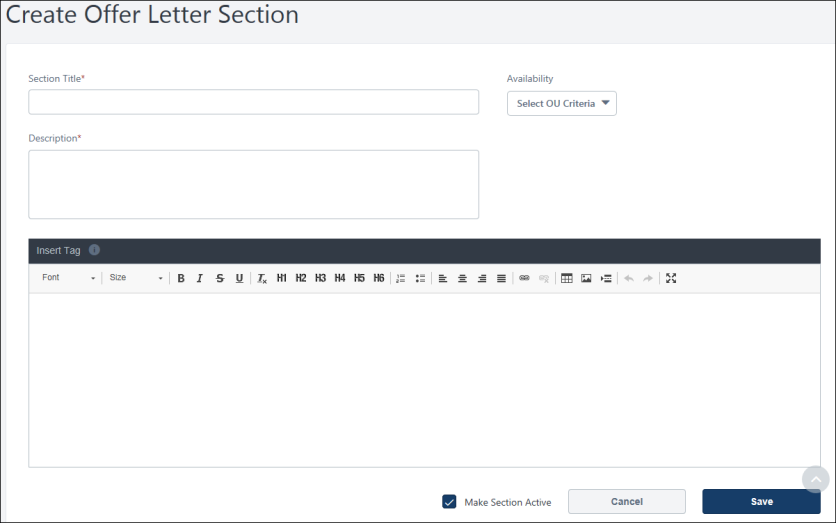 Create Offer Letter Section
Section Title*
Availability
Select OU Criteria
Description*
Insert Tag i
Font Size B I S U Tx H1 H2 H3 H4 H5 H6
Make Section Active Cancel Save